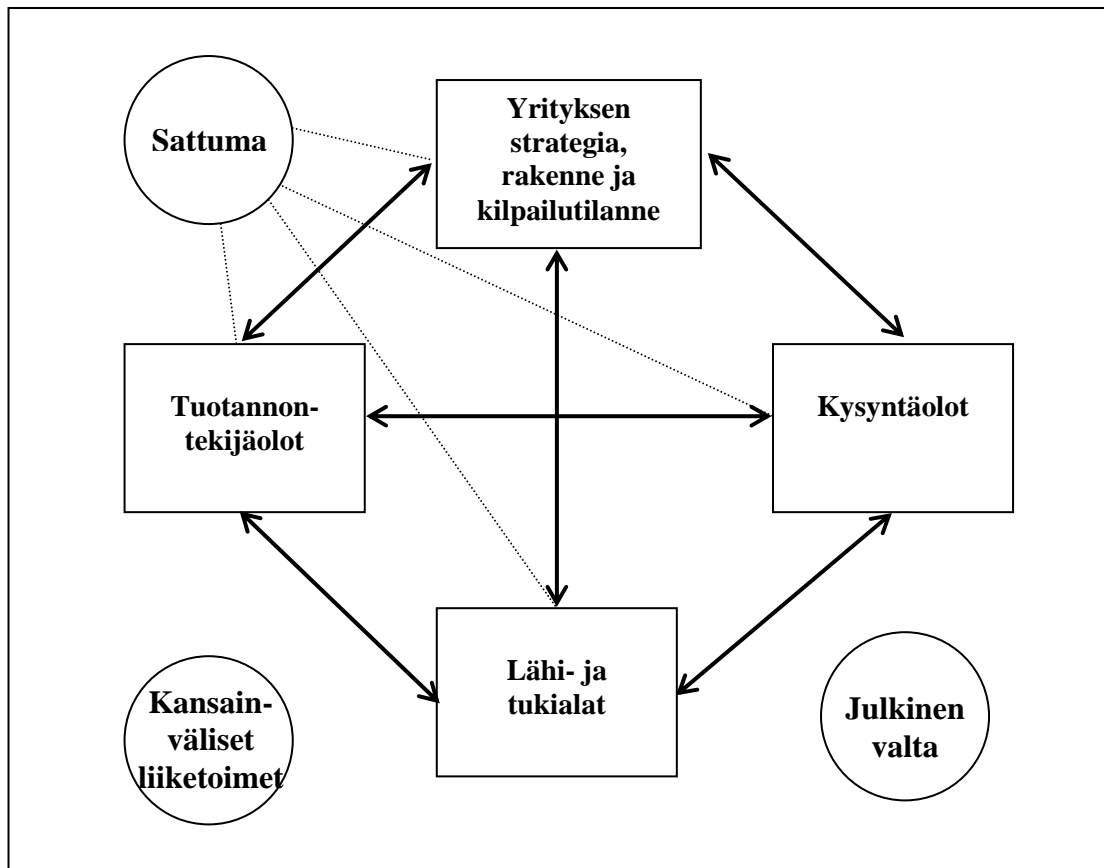 Sattuma
Yrityksen
strategia,
rakenne ja
kilpailutilanne
Tuotannon-
tekijäolot
Kysyntäolot
Lähi- ja
tukialat
Kansain-
väliset
liiketoimet
Julkinen
valta